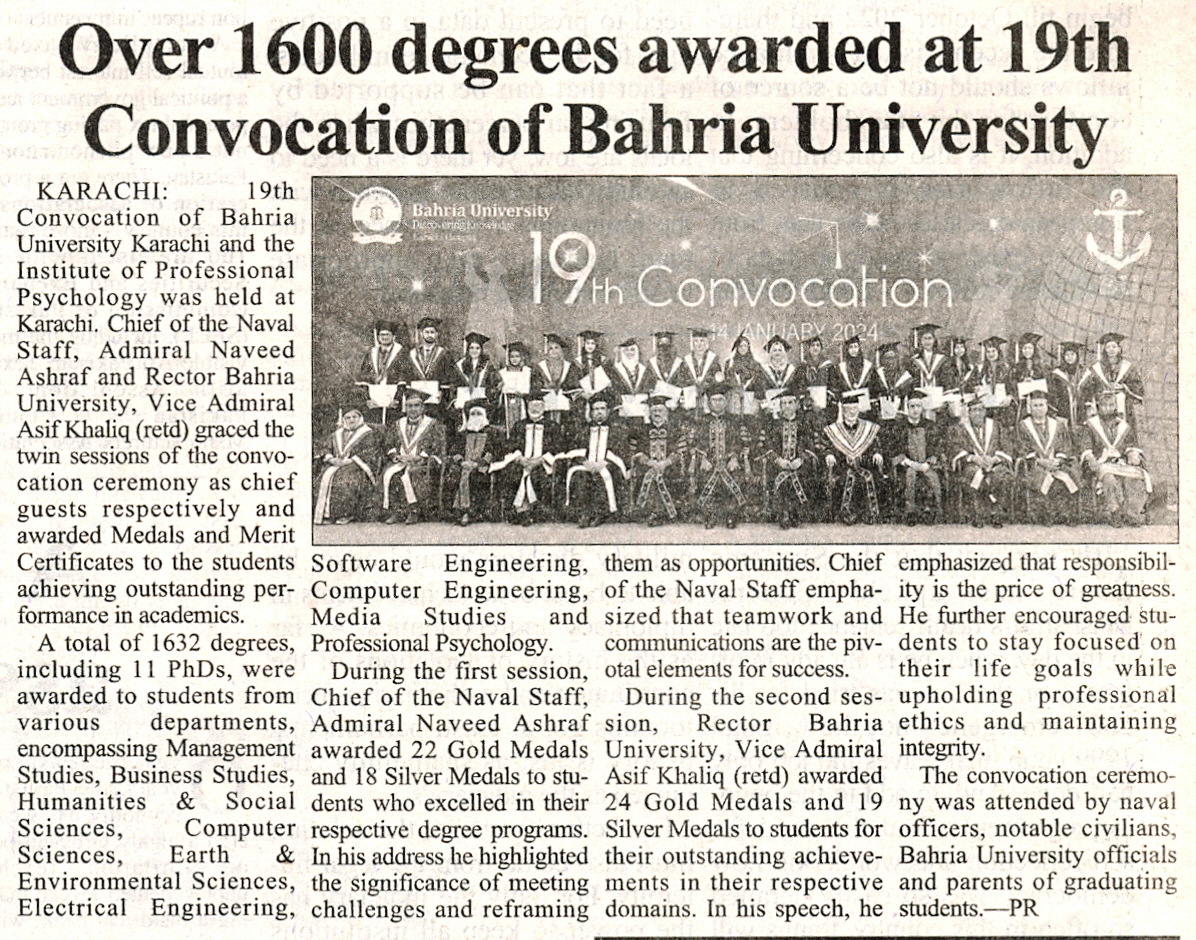 Over 1600 degrees awarded at 19th
Convocation of Bahria University
KARACHI: 19th
Convocation of Bahria
University Karachi and the
Institute of Professional
Psychology was held at
Karachi. Chief of the Naval
Staff, Admiral Naveed
Ashraf and Rector Bahria
University, Vice Admiral
Asif Khaliq (retd) graced the
twin sessions of the convo-
cation ceremony as chief
guests respectively and
awarded Medals and Merit
Certificates to the students
achieving outstanding per-
formance in academics.
A total of 1632 degrees,
including 11 PhDs, were
awarded to students from
various departments,
encompassing Management
Studies, Business Studies,
Humanities & Social
Sciences, Computer
Sciences, Earth &
Environmental Sciences,
Electrical Engineering,
Bahria University
Discovering Knowledge
19th Convocation
14 JANUARY 2024
Software Engineering,
Computer Engineering,
Media Studies and
Professional Psychology.
During the first session,
Chief of the Naval Staff,
Admiral Naveed Ashraf
awarded 22 Gold Medals
and 18 Silver Medals to stu-
dents who excelled in their
respective degree programs.
In his address he highlighted
the significance of meeting
challenges and reframing
them as opportunities. Chief
of the Naval Staff empha-
sized that teamwork and
communications are the piv-
otal elements for success.
During the second ses-
sion, Rector Bahria
University, Vice Admiral
Asif Khaliq (retd) awarded
24 Gold Medals and 19
Silver Medals to students for
their outstanding achieve-
ments in their respective
domains. In his speech, he
emphasized that responsibil-
ity is the price of greatness.
He further encouraged stu-
dents to stay focused on
their life goals while
upholding professional
ethics and maintaining
integrity.
The convocation ceremo-
ny was attended by naval
officers, notable civilians,
Bahria University officials
and parents of graduating
students.—PR